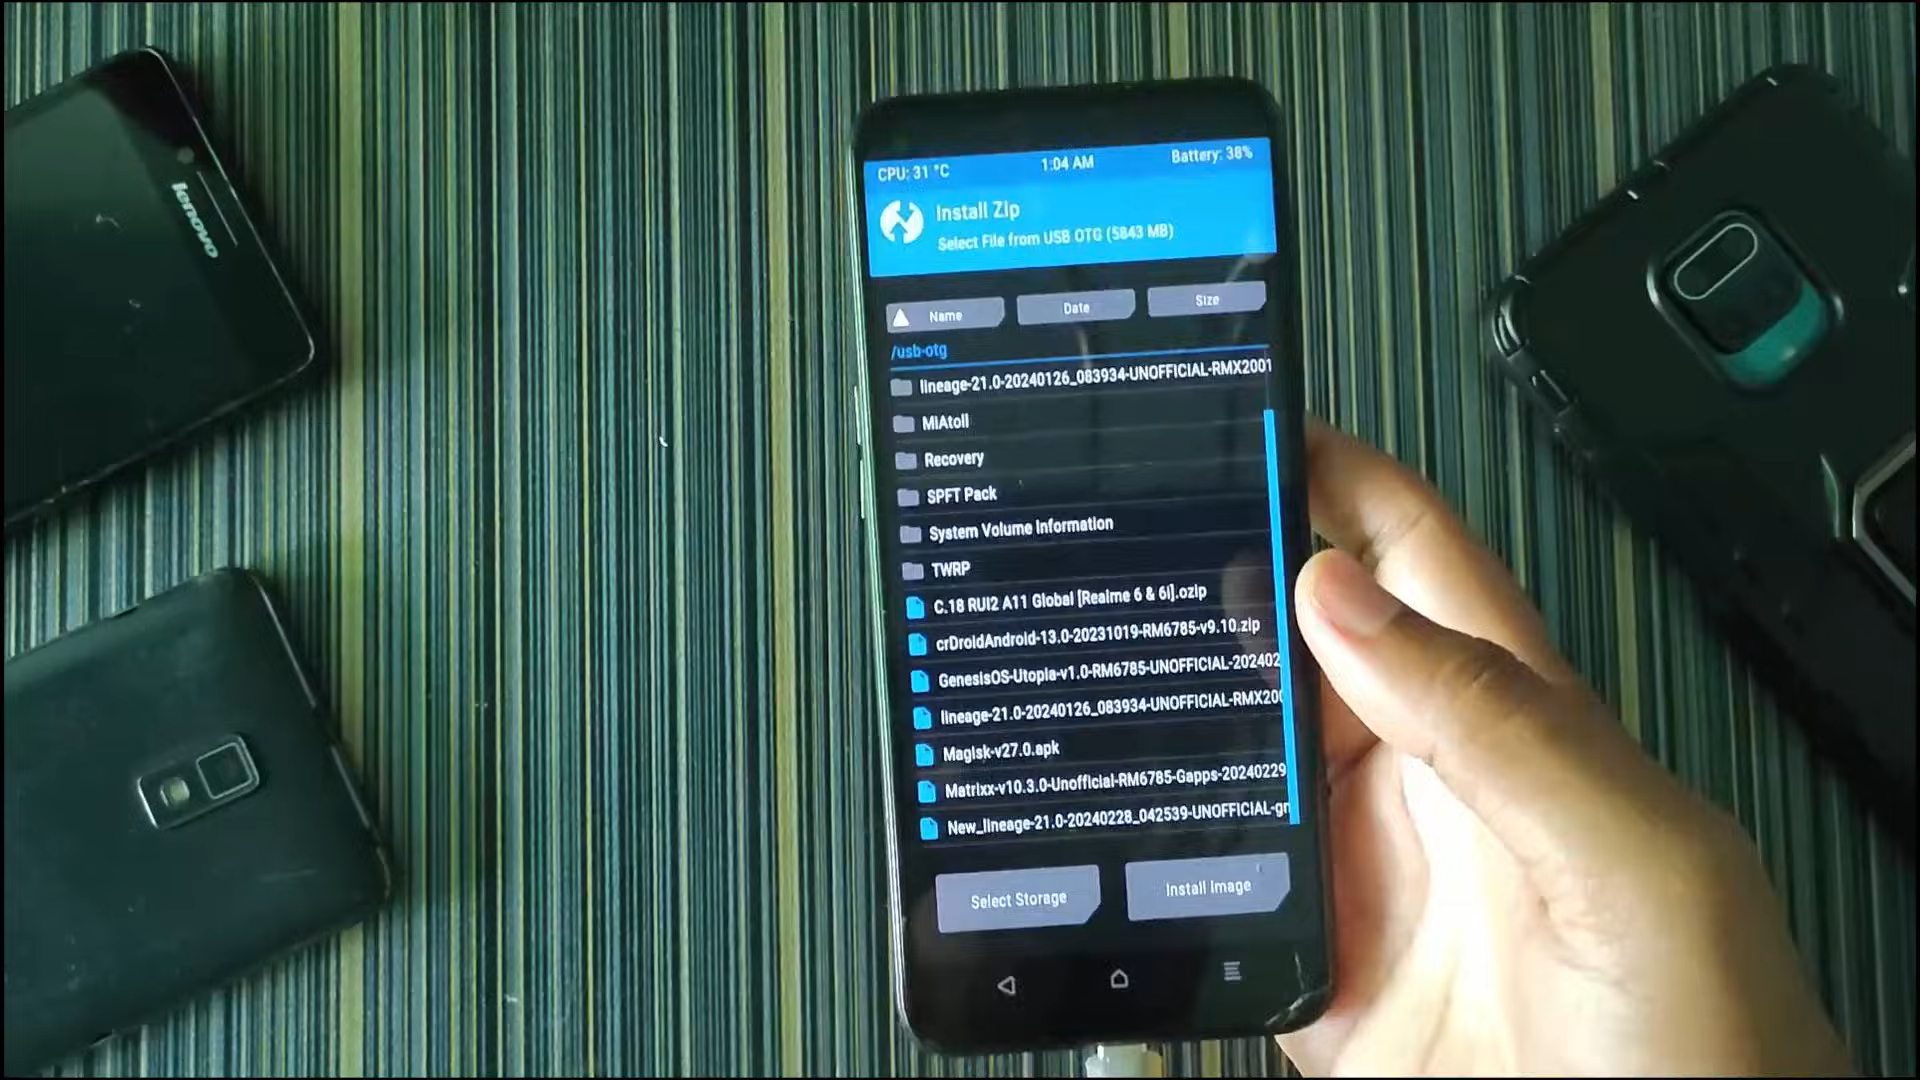 lenovo
CPU: 31 °C 1:04 AM Battery: 38%
Install Zip
Select File from USB OTG (5843 MB)
Name Date Size
/usb-otg
lineage-21.0-20240126_083934-UNOFFICIAL-RMX2001
MIAtoll
Recovery
SPFT Pack
System Volume Information
TWRP
C.18 RUI2 A11 Global [Realme 6 & 6i].ozip
crDroidAndroid-13.0-20231019-RM6785-v9.10.zip
GenesisOS-Utopia-v1.0-RM6785-UNOFFICIAL-202402
lineage-21.0-20240126_083934-UNOFFICIAL-RMX200
Magisk-v27.0.apk
Matrixx-v10.3.0-Unofficial-RM6785-Gapps-20240229
New_lineage-21.0-20240228_042539-UNOFFICIAL-gr
Select Storage Install Image